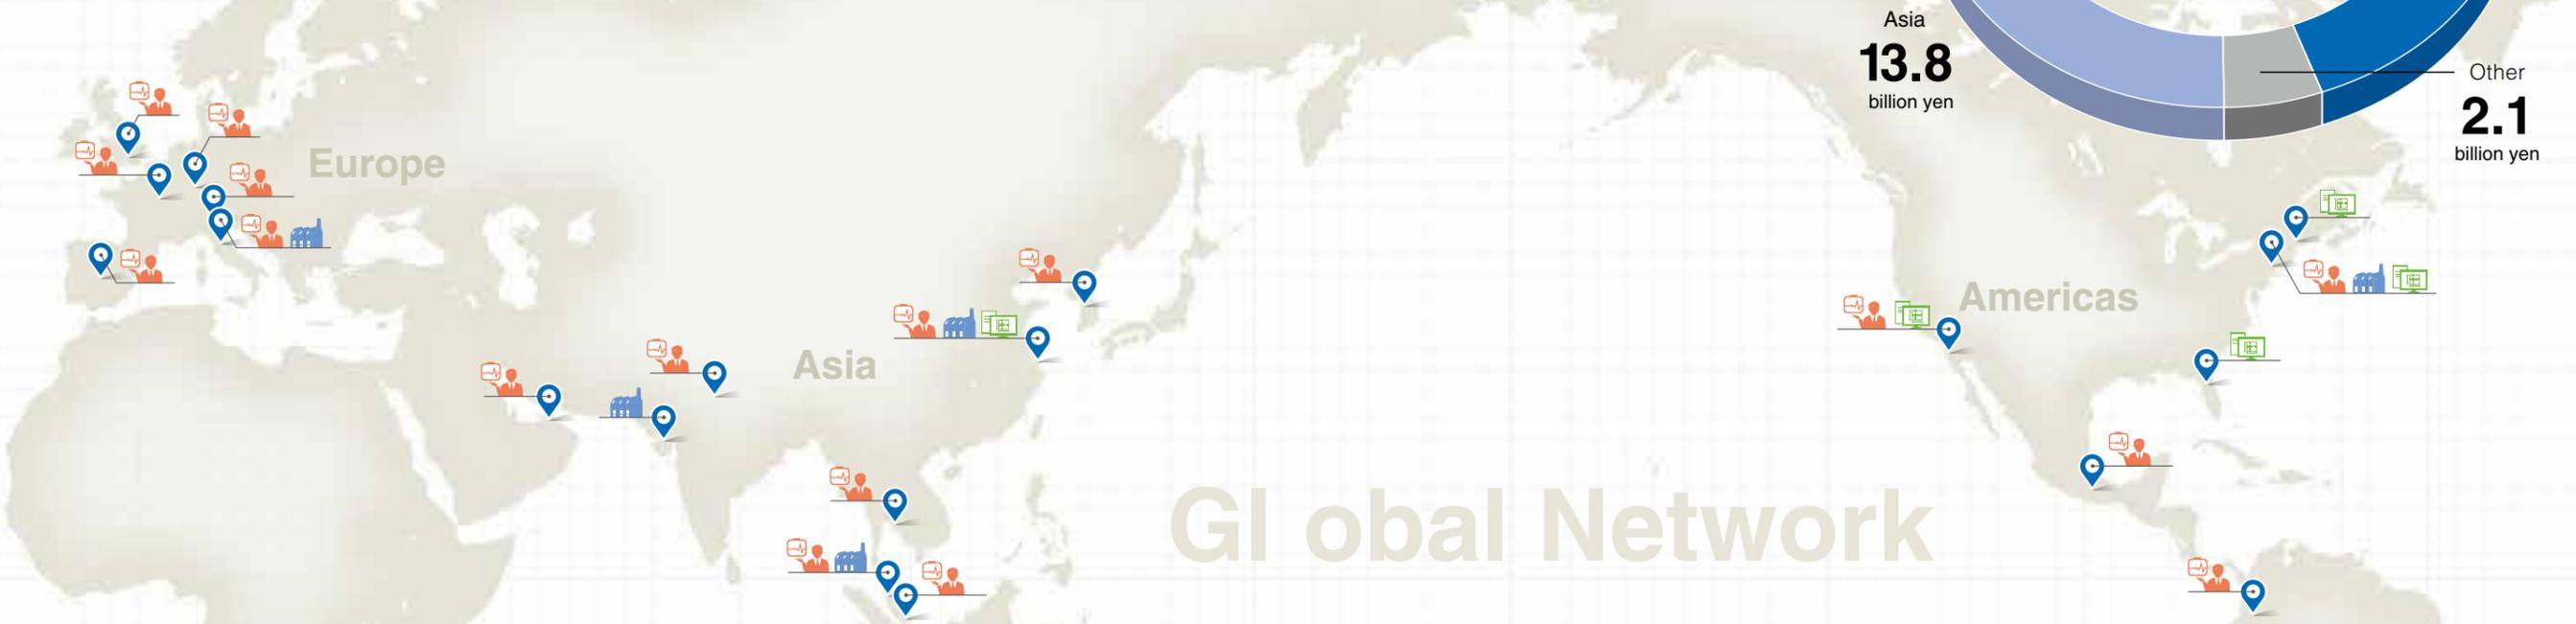 Asia
13.8
billion yen
Other
2.1
billion yen
Europe
Americas
Asia
Gl obal Network